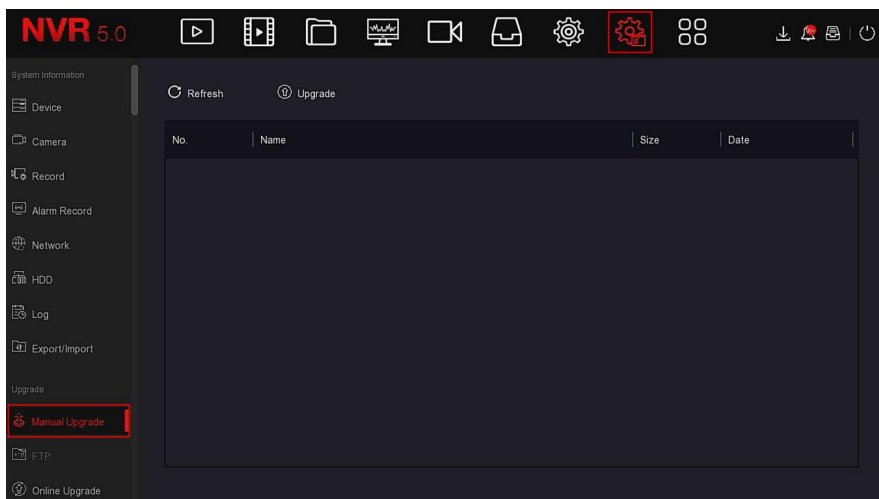 NVR 5.0
System Information
Device
Camera
Record
Alarm Record
Network
HDD
Log
Export/Import
Upgrade
Manual Upgrade
FTP
Online Upgrade
Refresh Upgrade
No. Name Size Date